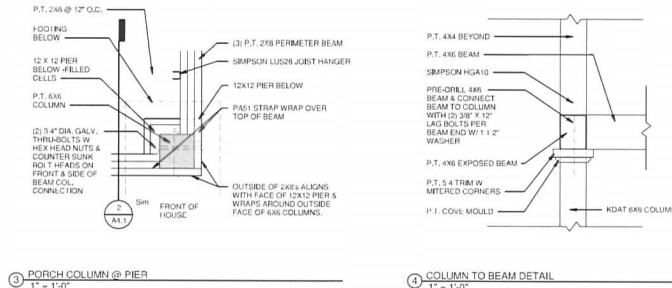 P.T. 2X8 @ 12" O.C.
FOOTING
BELOW
12 X 12 PIER
BELOW -FILLED
CELLS
P.T. 6X6
COLUMN
(2) 3 4" DIA. GALV.
THRU-BOLTS W
HEX HEAD NUTS &
COUNTER SUNK
BOLT HEADS ON
FRONT & SIDE OF
BEAM COL.
CONNECTION
(3) P.T. 2X8 PERIMETER BEAM
SIMPSON LUS28 JOIST HANGER
12X12 PIER BELOW
PA51 STRAP WRAP OVER
TOP OF BEAM
OUTSIDE OF 2X8's ALIGNS
WITH FACE OF 12X12 PIER &
WRAPS AROUND OUTSIDE
FACE OF 6X6 COLUMNS.
2
A4.1
Sim
FRONT OF
HOUSE
3 PORCH COLUMN @ PIER
1" = 1'-0"
P.T. 4X4 BEYOND
P.T. 4X6 BEAM
SIMPSON HGA10
PRE-DRILL 4X6
BEAM & CONNECT
BEAM TO COLUMN
WITH (2) 3/8" X 12"
LAG BOLTS PER
BEAM END W/ 1 1/2"
WASHER
P.T. 4X6 EXPOSED BEAM
P.T. 5 4 TRIM W
MITERED CORNERS
P.T. COVE MOULD
KDAT 6X6 COLUM
4 COLUMN TO BEAM DETAIL
1" = 1'-0"